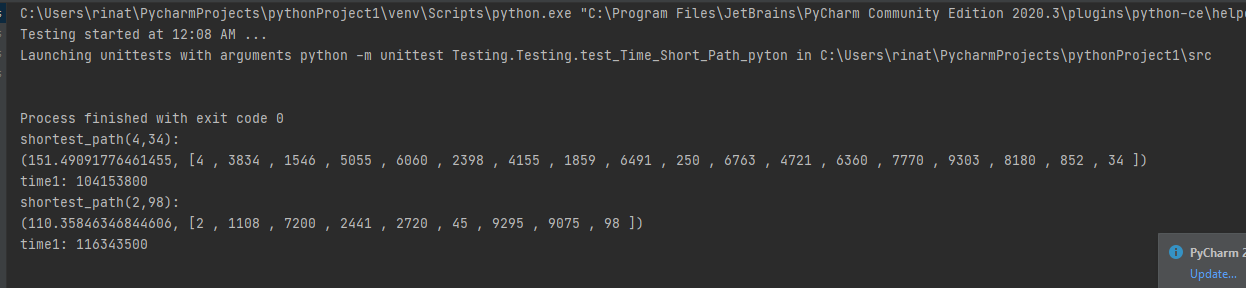 C:\Users\rinat\PycharmProjects\pythonProject1\venv\Scripts\python.exe "C:\Program Files\JetBrains\PyCharm Community Edition 2020.3\plugins\python-ce\helpe
Testing started at 12:08 AM ...
Launching unittests with arguments python -m unittest Testing.Testing.test_Time_Short_Path_pyton in C:\Users\rinat\PycharmProjects\pythonProject1\src
Process finished with exit code 0
shortest_path(4,34):
(151.49091776461455, [4 , 3834 , 1546 , 5055 , 6060 , 2398 , 4155 , 1859 , 6491 , 250 , 6763 , 4721 , 6360 , 7770 , 9303 , 8180 , 852 , 34 ])
time1: 104153800
shortest_path(2,98):
(110.35846346844606, [2 , 1108 , 7200 , 2441 , 2720 , 45 , 9295 , 9075 , 98 ])
time1: 116343500
PyCharm 2
Update...